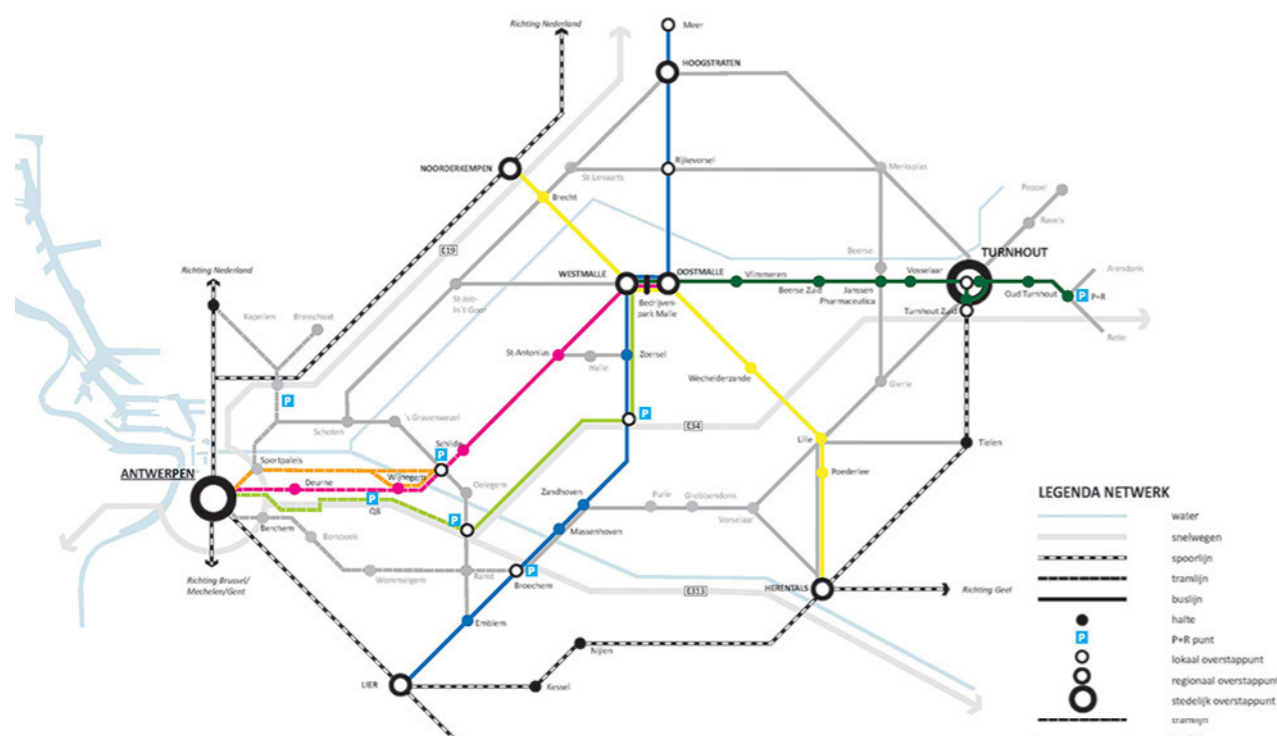 Richting Nederland
Meer
HOOGSTRATEN
NOORDERKEMPEN
St-Lenaarts
Rijkevorsel
Merksplas
Poppel
Brecht
Ravels
E19
Beerse
TURNHOUT
Richting Nederland
WESTMALLE
OOSTMALLE
Vlimmeren
Vosselaar
Arendonk
Beerse Zuid
Janssen
Pharmaceutica
Oud Turnhout
P
P+R
St-Job-
In't Goor
Bedrijven-
park Malle
Turnhout Zuid
Kapellen
Brasschaat
Retie
St-Antonius
Halle
Zoersel
Wechelderzande
Gierle
P
's Gravenwezel
P
Schoten
E34
Schilde
Lille
Tielen
P
Sportpaleis
ANTWERPEN
Deurne
Wijnegem
Poederlee
Oelegem
P
Q8
Zandhoven
Pulle
Grobbendonk
Vorselaar
LEGENDA NETWERK
P
Berchem
Borsbeek
Massenhoven
water
snelwegen
Wommelgem
Ranst
P
Broechem
spoorlijn
Richting Brussel/
Mechelen/Gent
E313
HERENTALS
Richting Geel
tramlijn
buslijn
Emblem
halte
P
P+R punt
Nijlen
lokaal overstappunt
LIER
Kessel
regionaal overstappunt
stedelijk overstappunt
tramlijn